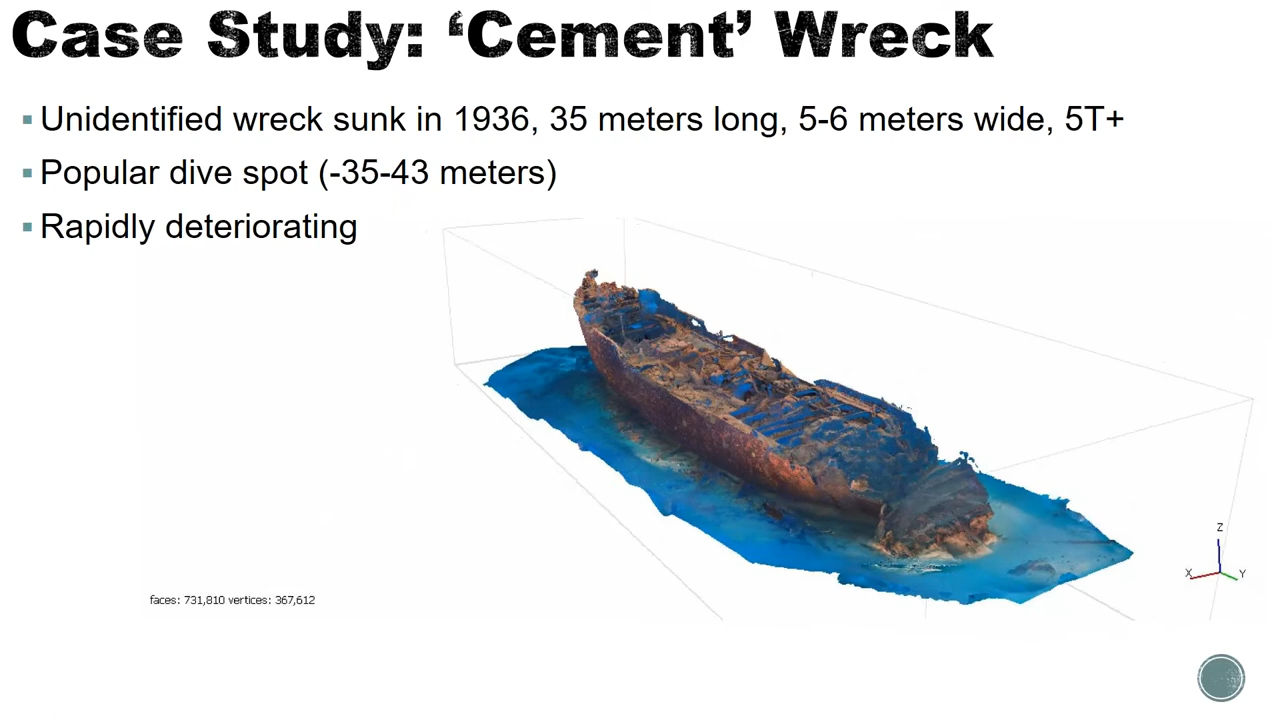 Case Study: ‘Cement’ Wreck
Unidentified wreck sunk in 1936, 35 meters long, 5-6 meters wide, 5T+
Popular dive spot (-35-43 meters)
Rapidly deteriorating
Z
X
Y
faces: 731,810 vertices: 367,612